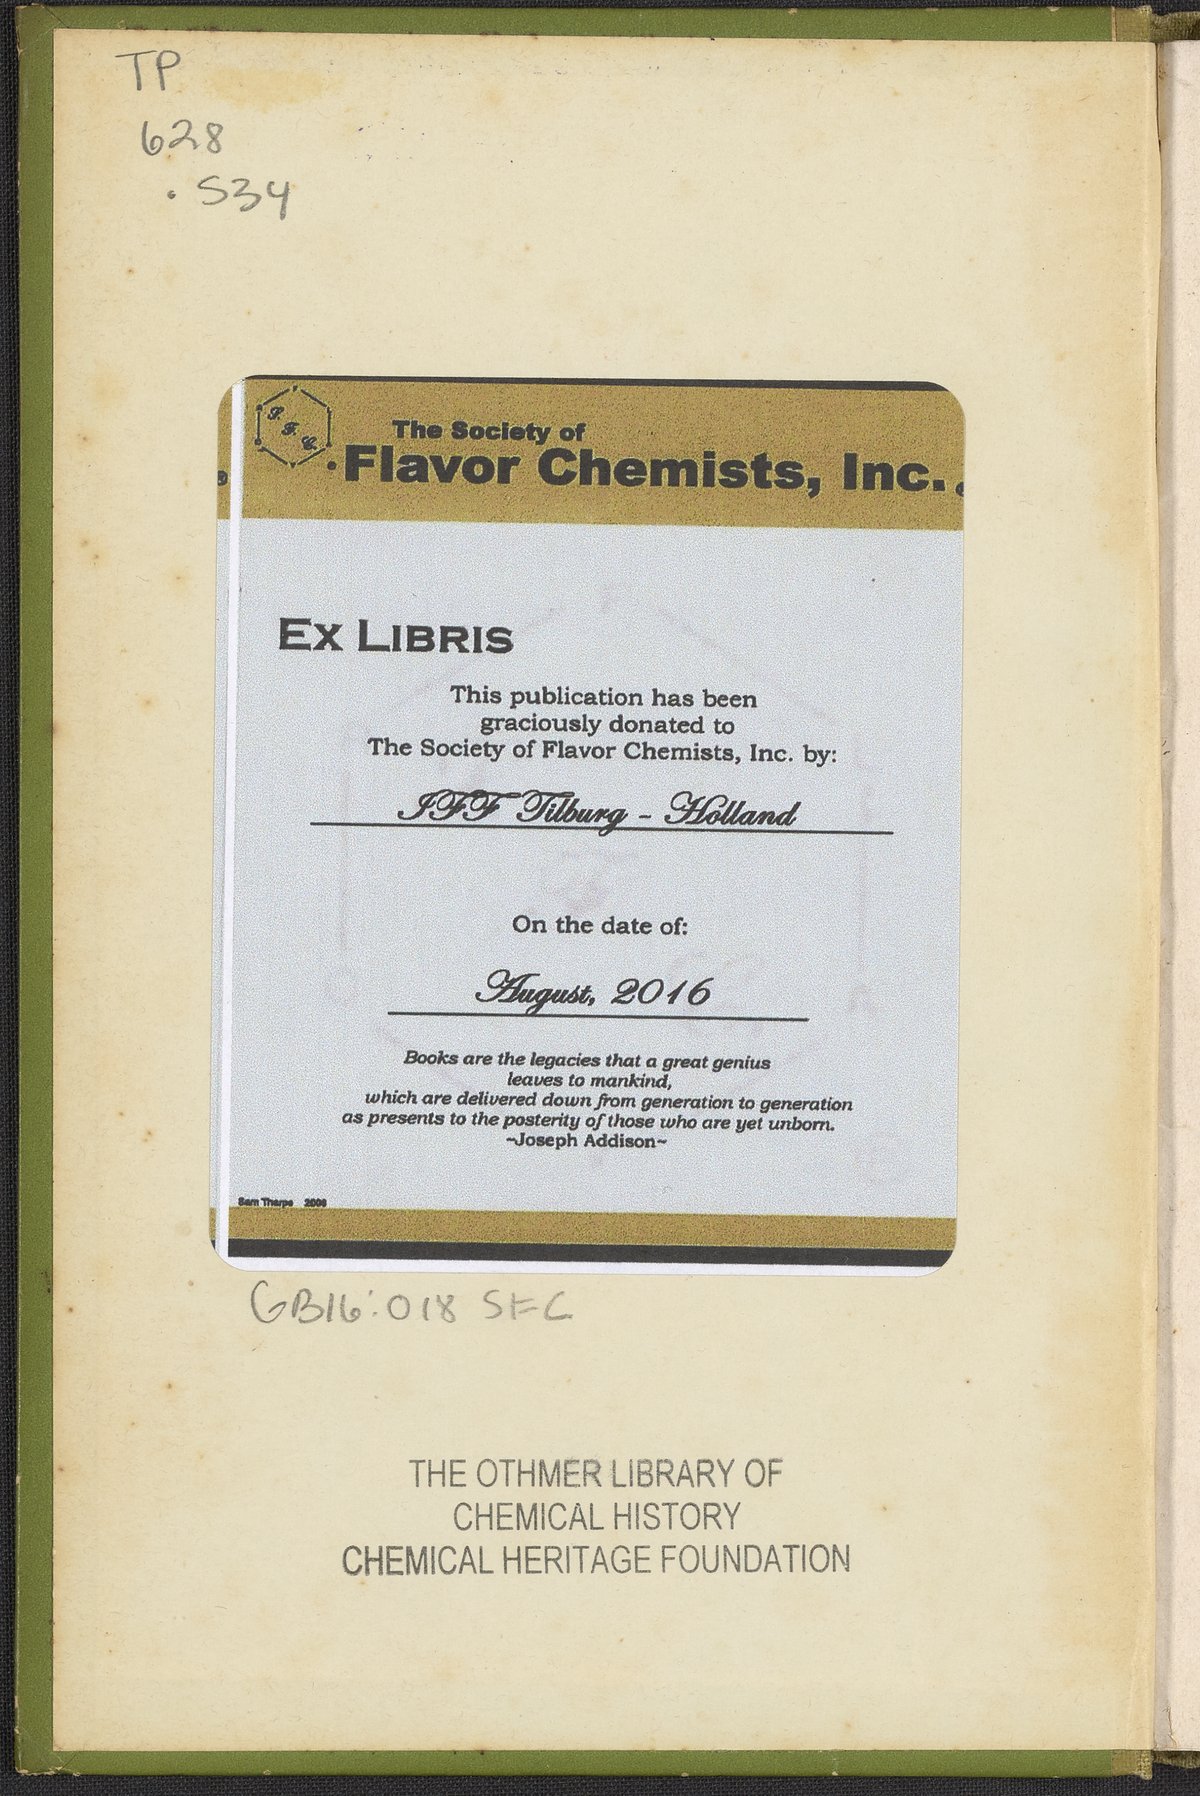 TP
628
.S34
S.
F.
C.
The Society of
Flavor Chemists, Inc.
EX LIBRIS
This publication has been
graciously donated to
The Society of Flavor Chemists, Inc. by:
IFF Tilburg - Holland
On the date of:
August, 2016
Books are the legacies that a great genius
leaves to mankind,
which are delivered down from generation to generation
as presents to the posterity of those who are yet unborn.
~Joseph Addison~
Sam Tharpe 2008
GB16:018 SFC
THE OTHMER LIBRARY OF
CHEMICAL HISTORY
CHEMICAL HERITAGE FOUNDATION